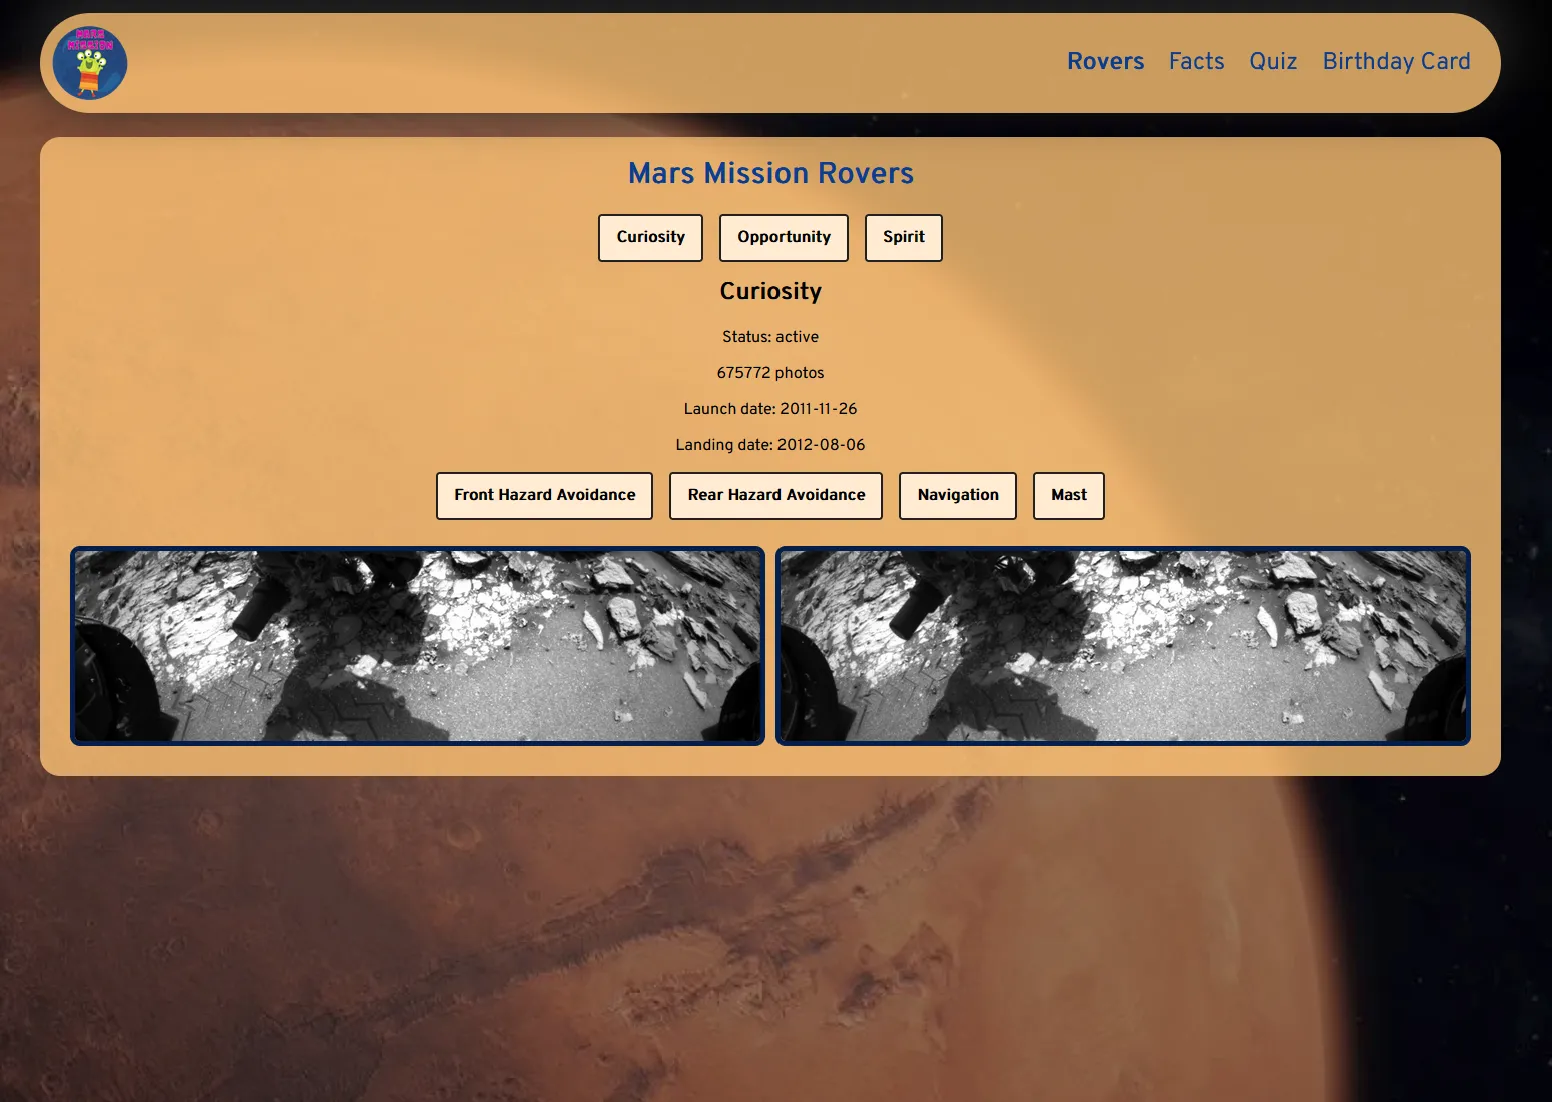 MARS
MISSION
Rovers Facts Quiz Birthday Card
Mars Mission Rovers
Curiosity Opportunity Spirit
Curiosity
Status: active
675772 photos
Launch date: 2011-11-26
Landing date: 2012-08-06
Front Hazard Avoidance Rear Hazard Avoidance Navigation Mast